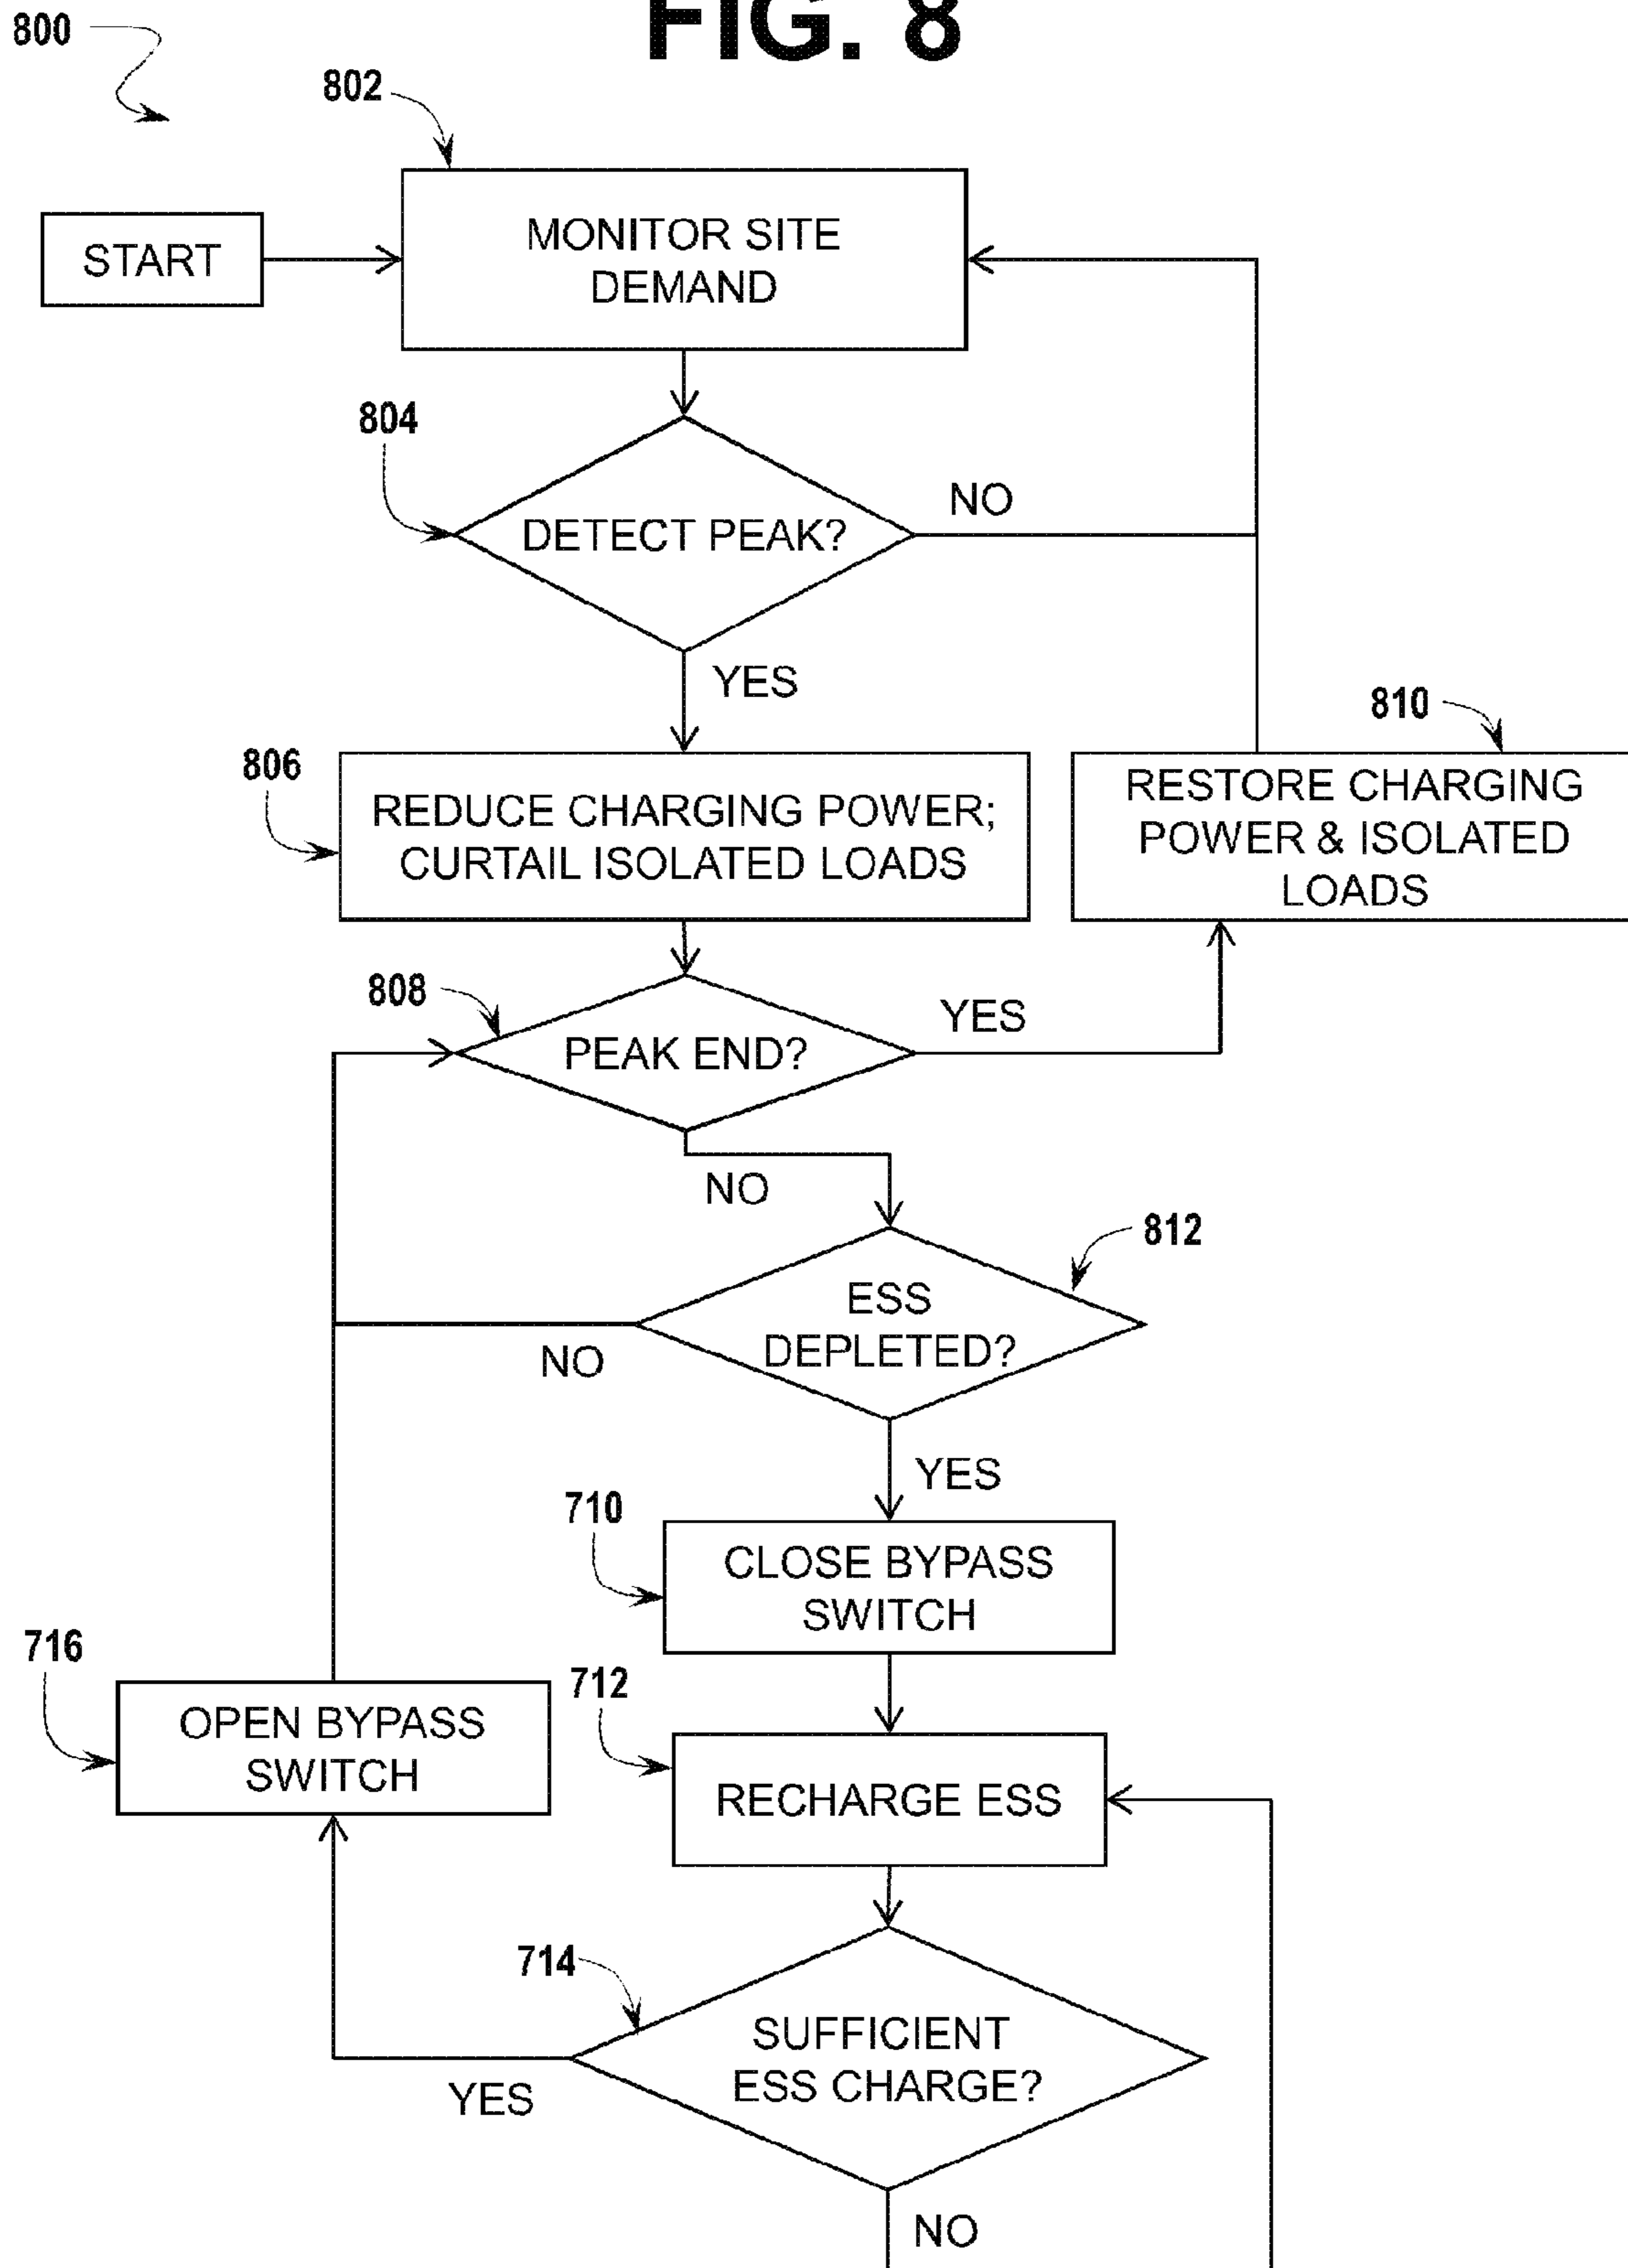 FIG. 8
800
802
START
MONITOR SITE
DEMAND
804
DETECT PEAK?
NO
YES
806
REDUCE CHARGING POWER;
CURTAIL ISOLATED LOADS
810
RESTORE CHARGING
POWER & ISOLATED
LOADS
808
PEAK END?
YES
NO
812
ESS
DEPLETED?
NO
YES
710
CLOSE BYPASS
SWITCH
716
OPEN BYPASS
SWITCH
712
RECHARGE ESS
714
SUFFICIENT
ESS CHARGE?
YES
NO